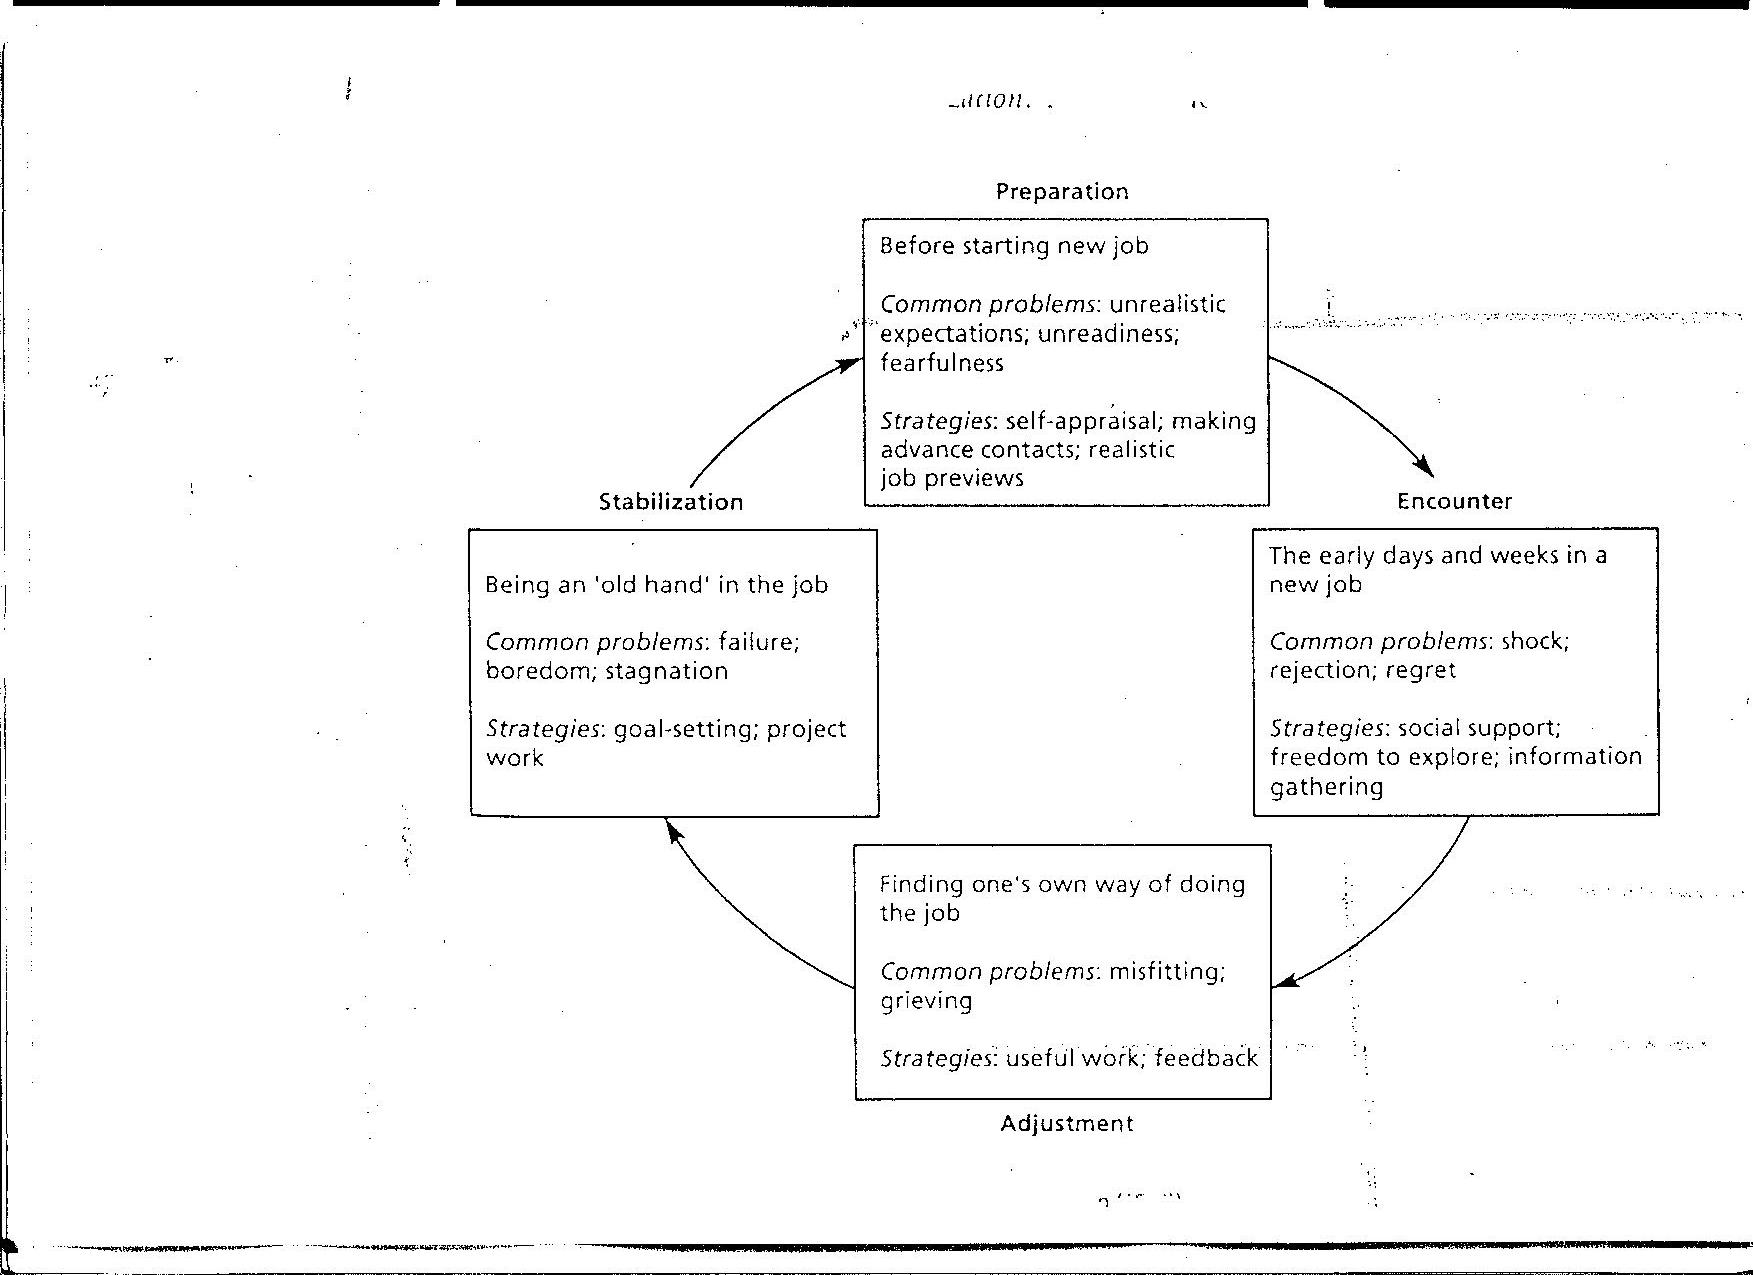 Preparation
Before starting new job
Common problems: unrealistic
expectations; unreadiness;
fearfulness
Strategies: self-appraisal; making
advance contacts; realistic
job previews
Encounter
The early days and weeks in a
new job
Common problems: shock;
rejection; regret
Strategies: social support;
freedom to explore; information
gathering
Finding one's own way of doing
the job
Common problems: misfitting;
grieving
Strategies: useful work; feedback
Adjustment
Stabilization
Being an 'old hand' in the job
Common problems: failure;
boredom; stagnation
Strategies: goal-setting; project
work